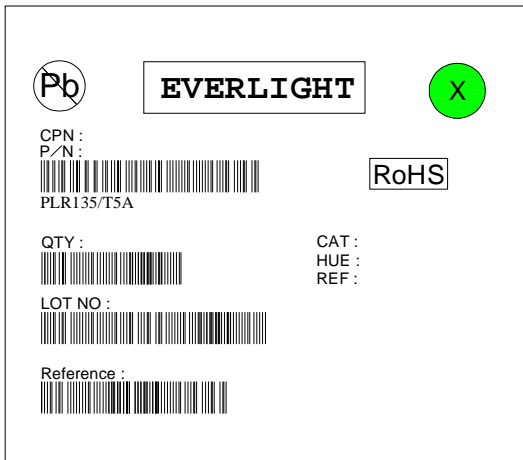 Pb
EVERLIGHT
X
CPN :
P/N :
RoHS
PLR135/T5A
QTY :
CAT :
HUE :
REF :
LOT NO :
Reference :